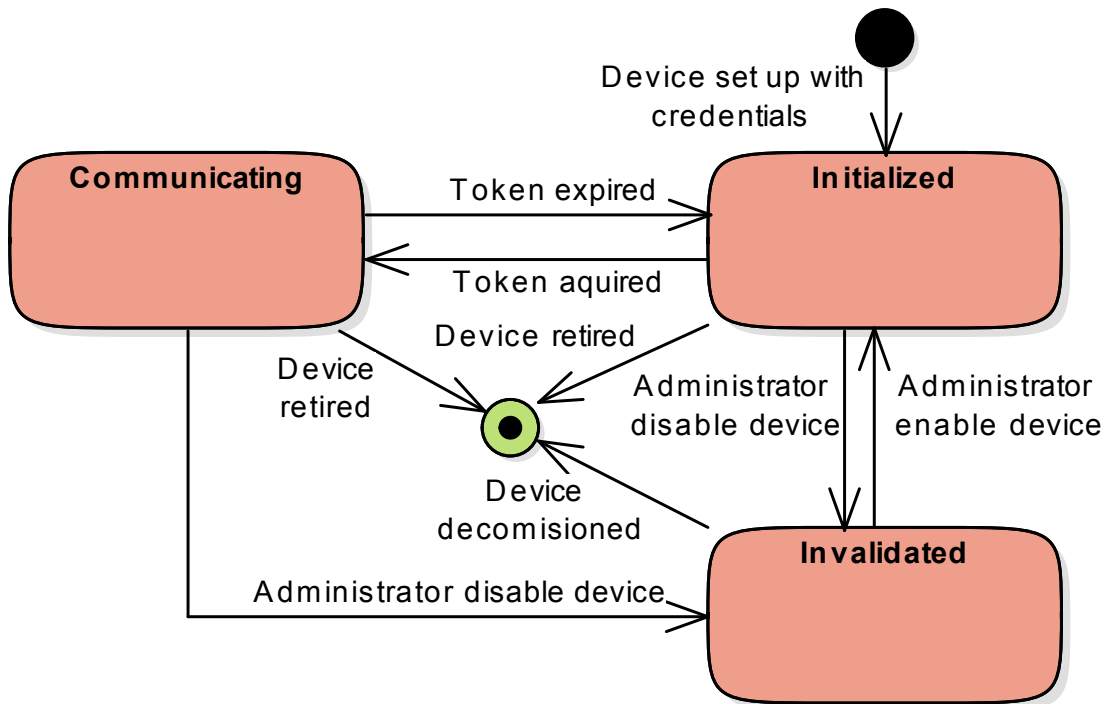 Device set up with
credentials
Communicating
Initialized
Token expired
Token aquired
Device retired
Device
retired
Administrator
disable device
Administrator
enable device
Device
decomisioned
Invalidated
Administrator disable device